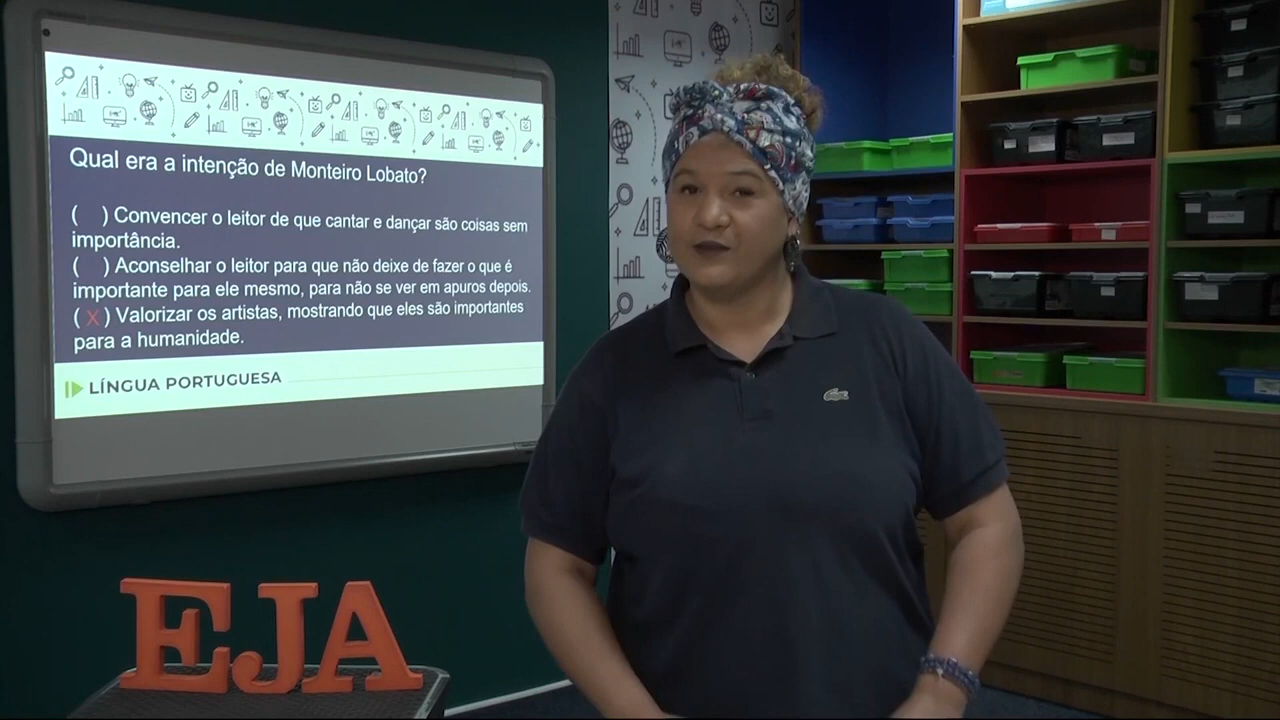 Qual era a intenção de Monteiro Lobato?
( ) Convencer o leitor de que cantar e dançar são coisas sem
importância.
( ) Aconselhar o leitor para que não deixe de fazer o que é
importante para ele mesmo, para não se ver em apuros depois.
( X ) Valorizar os artistas, mostrando que eles são importantes
para a humanidade.
LÍNGUA PORTUGUESA
EJA